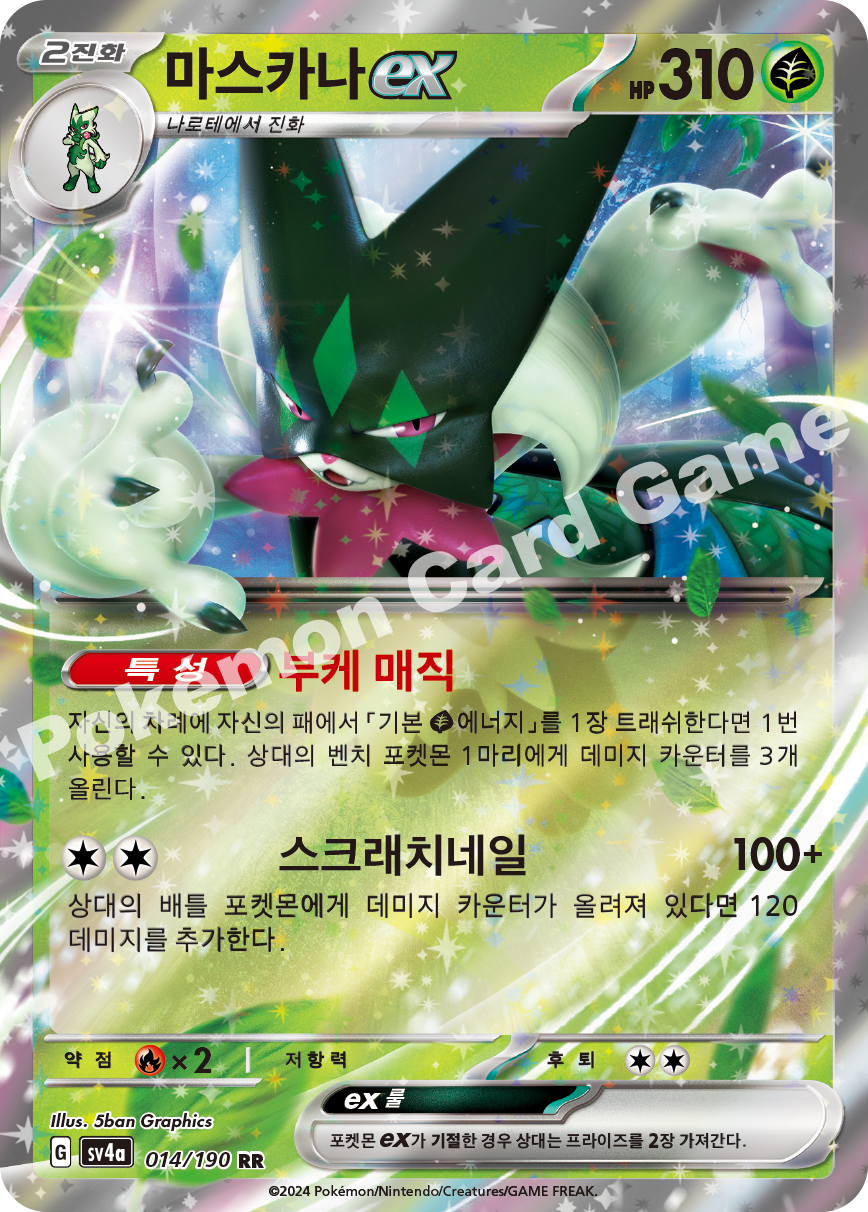 2진화
마스카나ex
HP310
나로테에서 진화
Pokémon Card Game
특성 부케 매직
자신의 차례에 자신의 패에서 「기본 에너지」를 1장 트래쉬한다면 1번
사용할 수 있다. 상대의 벤치 포켓몬 1마리에게 데미지 카운터를 3개
올린다.
스크래치네일 100+
상대의 배틀 포켓몬에게 데미지 카운터가 올려져 있다면 120
데미지를 추가한다.
약점 ×2 저항력 후퇴
ex룰
포켓몬 ex가 기절한 경우 상대는 프라이즈를 2장 가져간다.
Illus. 5ban Graphics
G sv4a 014/190 RR
©2024 Pokémon/Nintendo/Creatures/GAME FREAK.